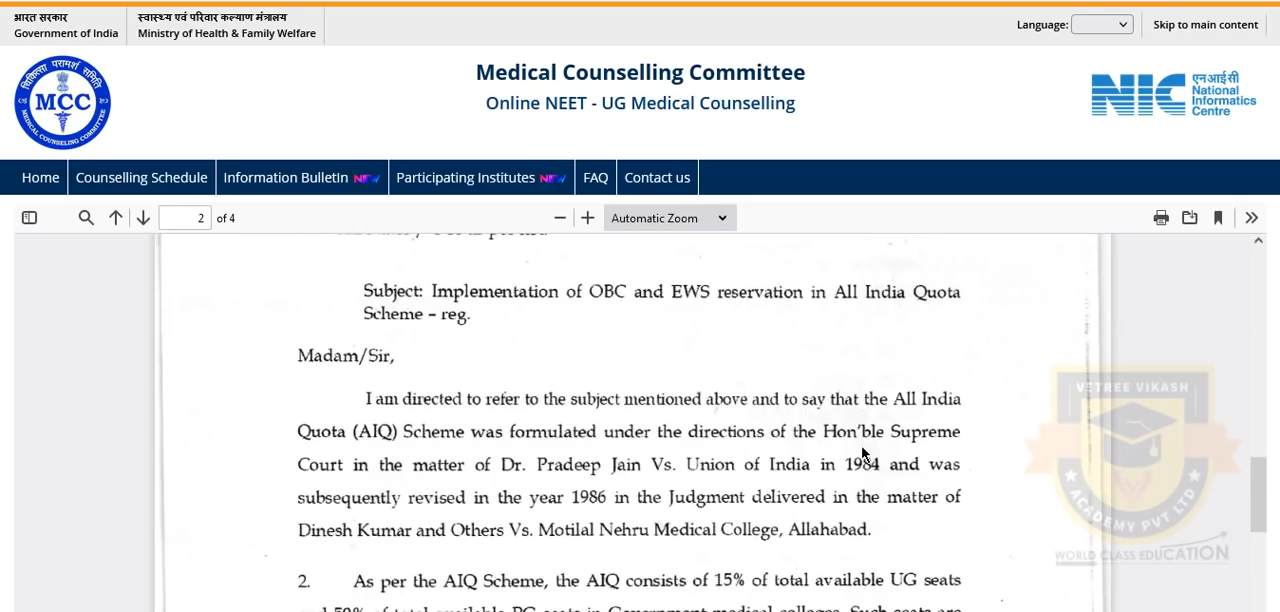 भारत सरकार
Government of India
स्वास्थ्य एवं परिवार कल्याण मंत्रालय
Ministry of Health & Family Welfare
Language:
Skip to main content
चिकित्सा परामर्श समिति
MCC
MEDICAL COUNSELLING COMMITTEE
Medical Counselling Committee
Online NEET - UG Medical Counselling
NIC
एनआईसी
National
Informatics
Centre
Home
Counselling Schedule
Information BulletIn NEW
Participating Institutes NEW
FAQ
Contact us
2 of 4
Automatic Zoom
Subject: Implementation of OBC and EWS reservation in All India Quota
Scheme – reg.
Madam/Sir,
I am directed to refer to the subject mentioned above and to say that the All India
Quota (AIQ) Scheme was formulated under the directions of the Hon'ble Supreme
Court in the matter of Dr. Pradeep Jain Vs. Union of India in 1984 and was
subsequently revised in the year 1986 in the Judgment delivered in the matter of
Dinesh Kumar and Others Vs. Motilal Nehru Medical College, Allahabad.
2. As per the AIQ Scheme, the AIQ consists of 15% of total available UG seats
VETREE VIKASH
ACADEMY PVT LTD
WORLD CLASS EDUCATION